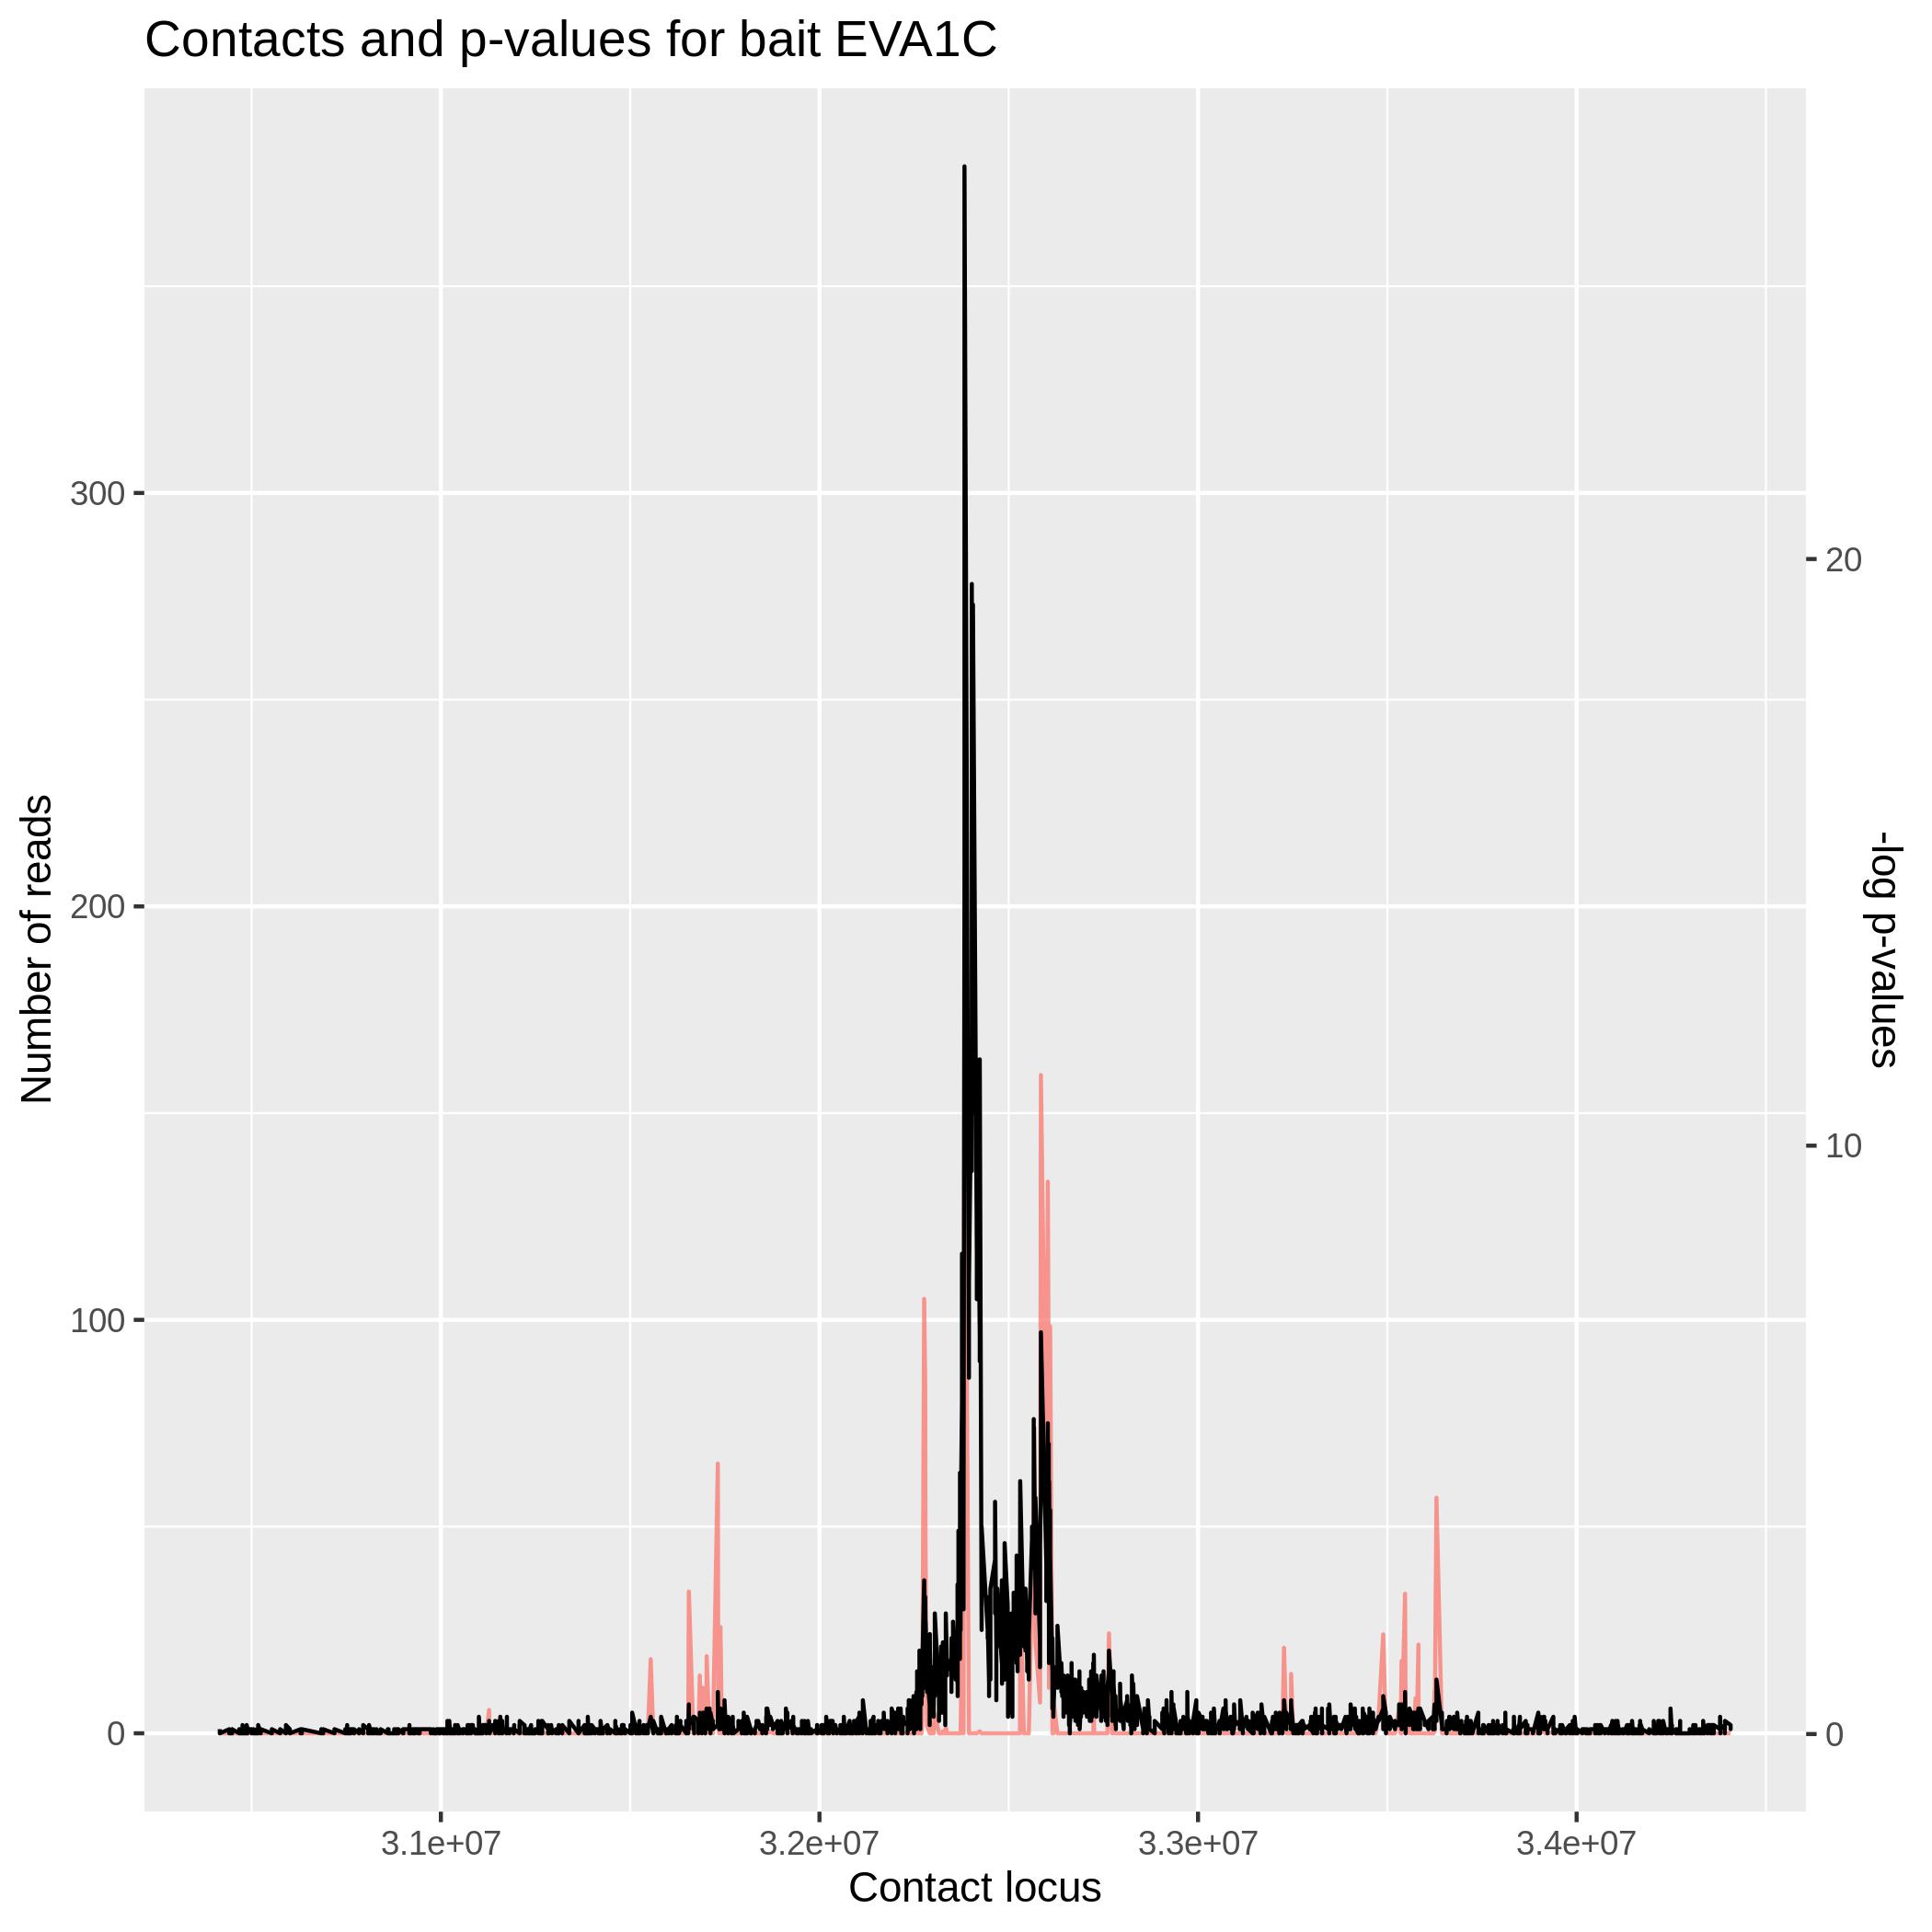 Contacts and p-values for bait EVA1C
Number of reads
300
200
100
0
20
10
0
-log p-values
3.1e+07
3.2e+07
3.3e+07
3.4e+07
Contact locus